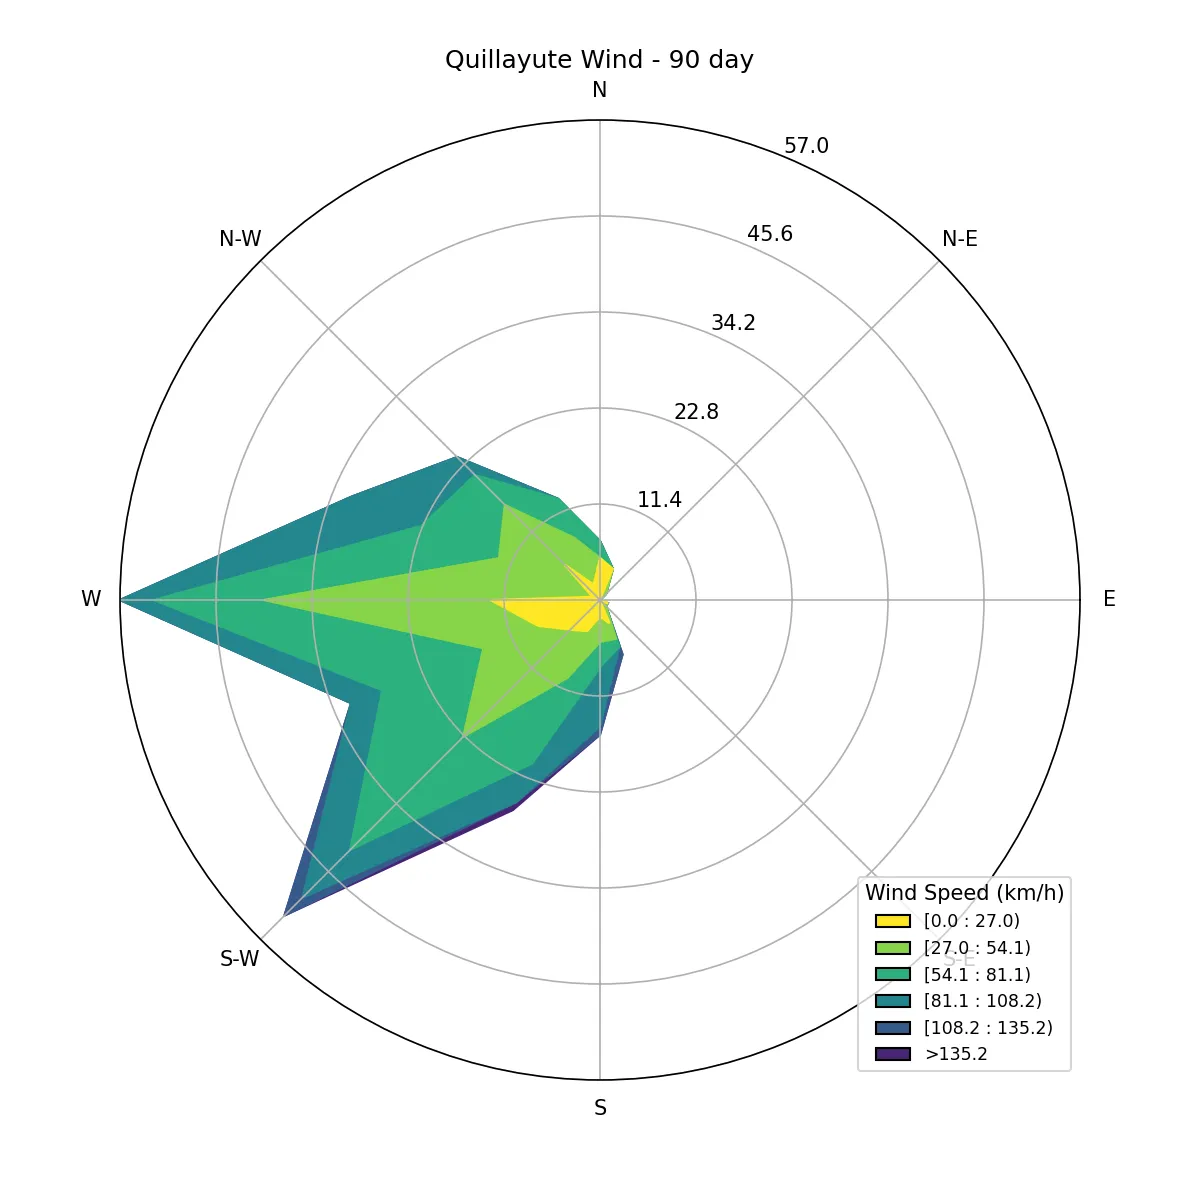 Quillayute Wind - 90 day
N
57.0
45.6
N-W
N-E
34.2
22.8
11.4
W
E
S-W
S-E
Wind Speed (km/h)
[0.0 : 27.0)
[27.0 : 54.1)
[54.1 : 81.1)
[81.1 : 108.2)
[108.2 : 135.2)
>135.2
S